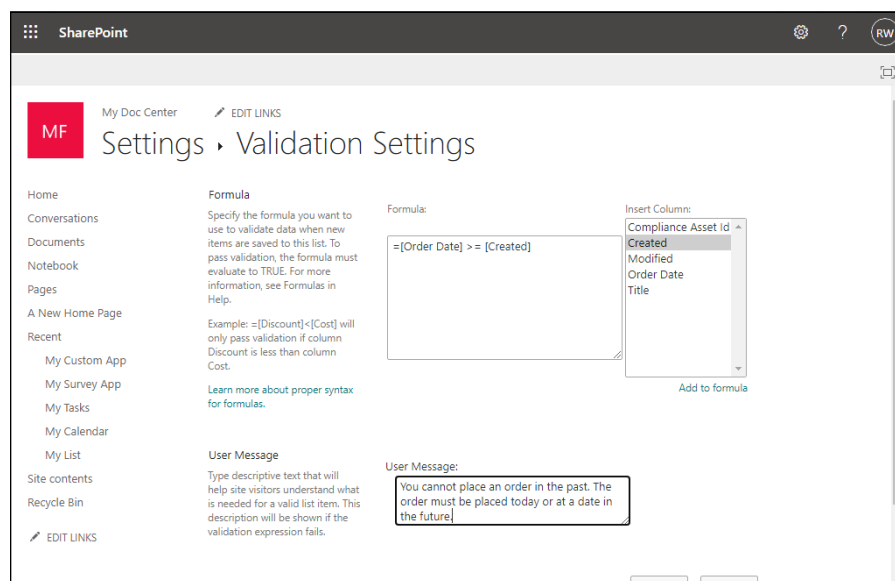 SharePoint
?
RW
MF
My Doc Center
EDIT LINKS
Settings ▸ Validation Settings
Home
Conversations
Documents
Notebook
Pages
A New Home Page
Recent
My Custom App
My Survey App
My Tasks
My Calendar
My List
Site contents
Recycle Bin
EDIT LINKS
Formula
Specify the formula you want to
use to validate data when new
items are saved to this list. To
pass validation, the formula must
evaluate to TRUE. For more
information, see Formulas in
Help.
Example: =[Discount]<[Cost] will
only pass validation if column
Discount is less than column
Cost.
Learn more about proper syntax
for formulas.
Formula:
=[Order Date] >= [Created]
Insert Column:
Compliance Asset Id
Created
Modified
Order Date
Title
Add to formula
User Message
Type descriptive text that will
help site visitors understand what
is needed for a valid list item. This
description will be shown if the
validation expression fails.
User Message:
You cannot place an order in the past. The
order must be placed today or at a date in
the future.